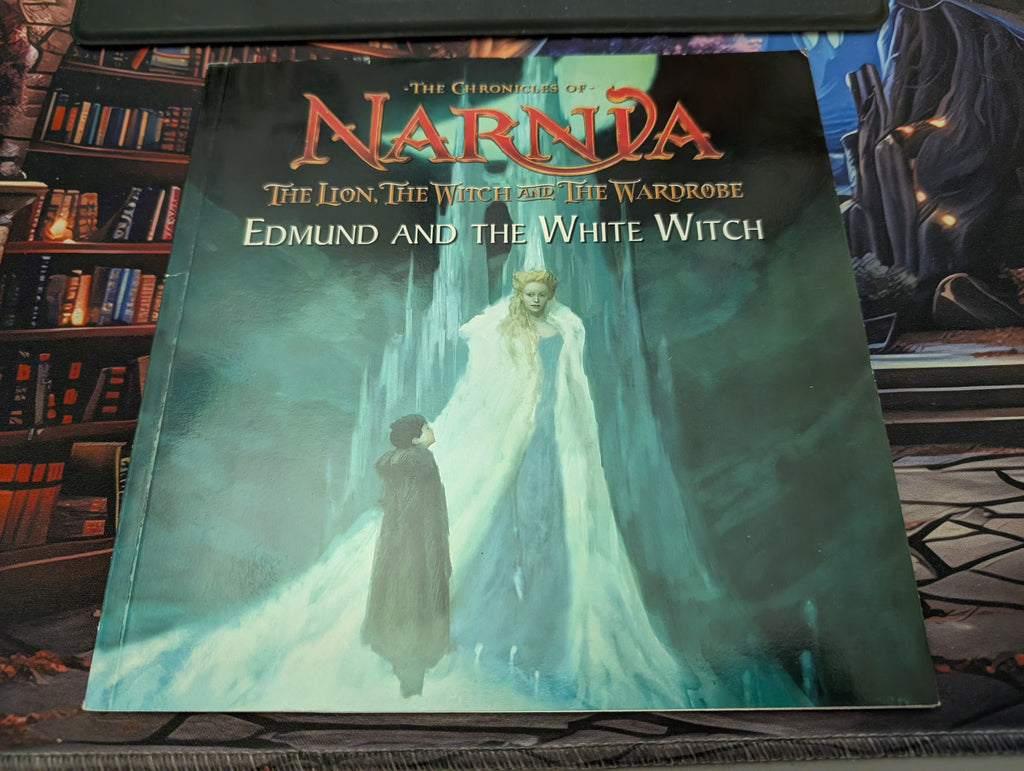 ·THE CHRONICLES OF·
NARNIA
THE LION, THE WITCH AND THE WARDROBE
EDMUND AND THE WHITE WITCH